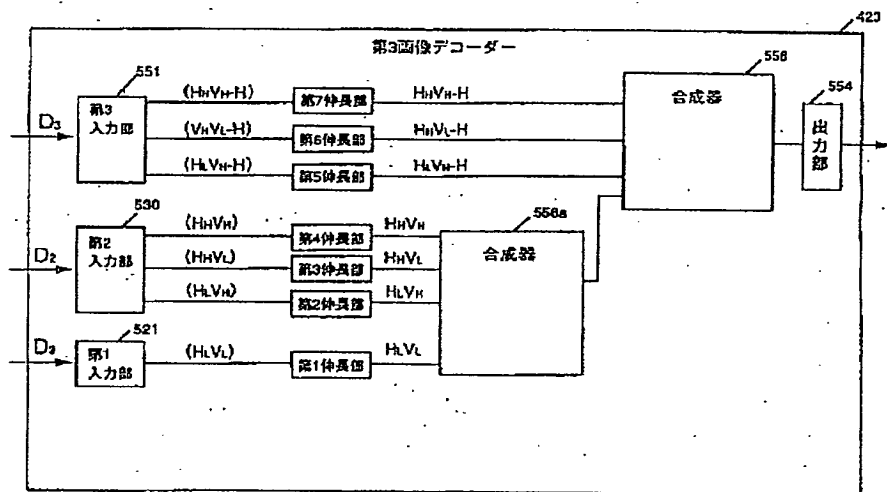 423
第3画像デコーダー
551
第3
入力部
D3
(HHVH-H)
第7伸長部
HHVH-H
(VHVL-H)
第6伸長部
HHVL-H
(HLVH-H)
第5伸長部
HLVH-H
556
合成器
554
出力部
530
第2
入力部
D2
(HHVH)
第4伸長部
HHVH
(HHVL)
第3伸長部
HHVL
(HLVH)
第2伸長部
HLVH
556a
合成器
521
第1
入力部
D3
(HLVL)
第1伸長部
HLVL